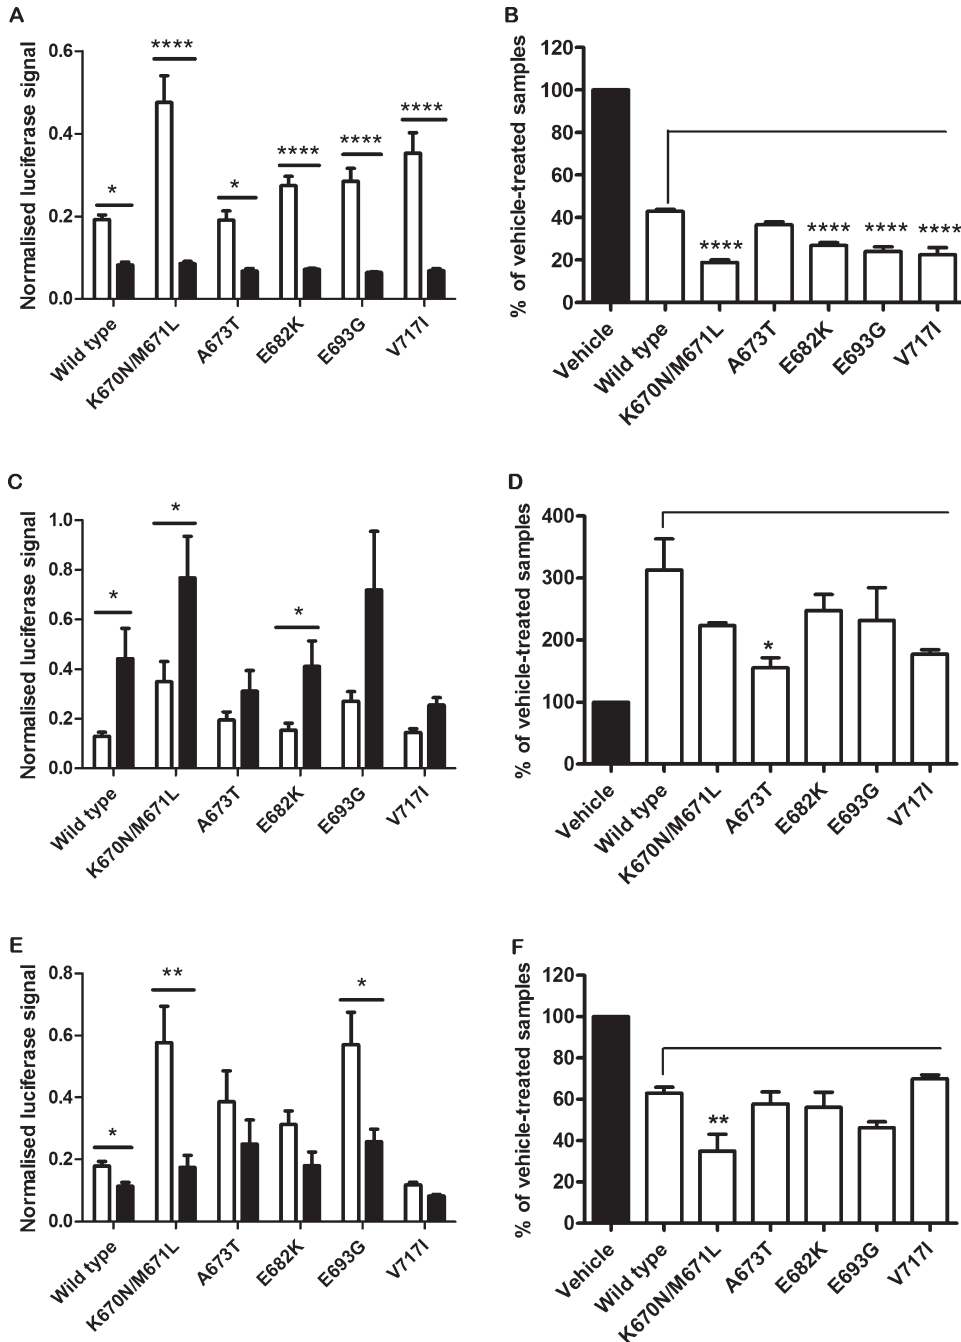 A
Normalised luciferase signal
0.6
0.4
0.2
0.0
*
****
*
****
****
****
Wild type
K670N/M671L
A673T
E682K
E693G
V717I
B
% of vehicle-treated samples
120
100
80
60
40
20
0
****
****
****
****
Vehicle
Wild type
K670N/M671L
A673T
E682K
E693G
V717I
C
Normalised luciferase signal
1.0
0.8
0.6
0.4
0.2
0.0
*
*
*
Wild type
K670N/M671L
A673T
E682K
E693G
V717I
D
% of vehicle-treated samples
400
300
200
100
0
*
Vehicle
Wild type
K670N/M671L
A673T
E682K
E693G
V717I
E
Normalised luciferase signal
0.8
0.6
0.4
0.2
0.0
*
**
*
Wild type
K670N/M671L
A673T
E682K
E693G
V717I
F
% of vehicle-treated samples
120
100
80
60
40
20
0
**
Vehicle
Wild type
K670N/M671L
A673T
E682K
E693G
V717I